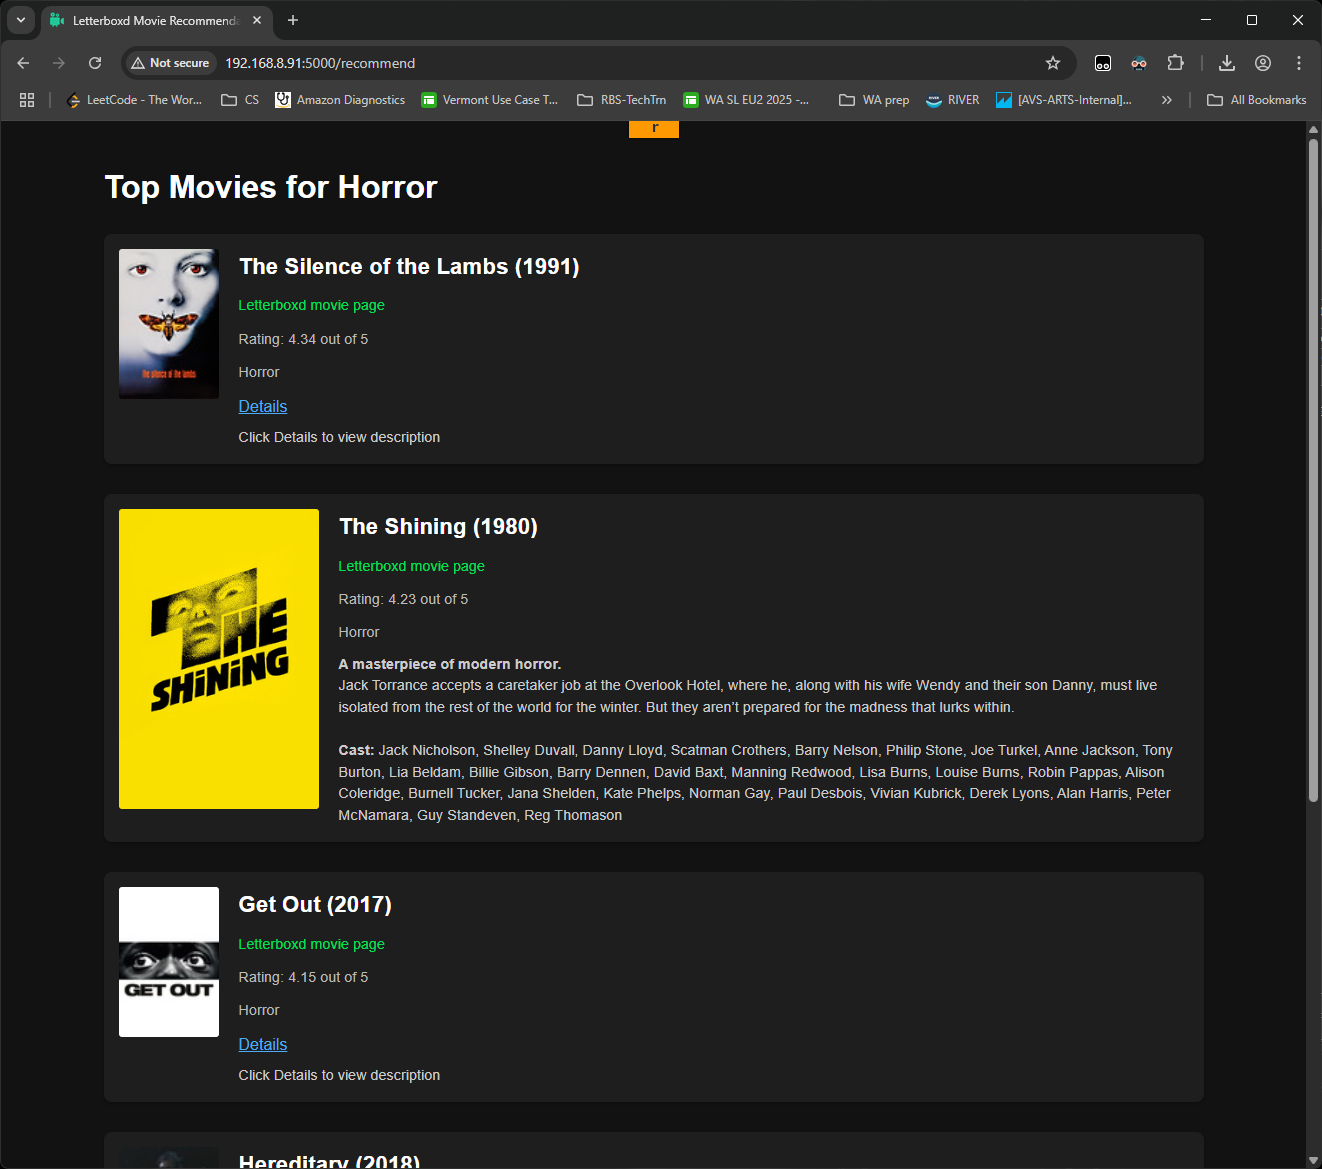 Letterboxd Movie Recommenda
Not secure
192.168.8.91:5000/recommend
LeetCode - The Wor...
CS
Amazon Diagnostics
Vermont Use Case T...
RBS-TechTrn
WA SL EU2 2025 -...
WA prep
RIVER
[AVS-ARTS-Internal]...
All Bookmarks
r
Top Movies for Horror
The Silence of the Lambs (1991)
Letterboxd movie page
Rating: 4.34 out of 5
Horror
Details
Click Details to view description
the silence of the lambs
The Shining (1980)
Letterboxd movie page
Rating: 4.23 out of 5
Horror
A masterpiece of modern horror.
Jack Torrance accepts a caretaker job at the Overlook Hotel, where he, along with his wife Wendy and their son Danny, must live
isolated from the rest of the world for the winter. But they aren't prepared for the madness that lurks within.
Cast: Jack Nicholson, Shelley Duvall, Danny Lloyd, Scatman Crothers, Barry Nelson, Philip Stone, Joe Turkel, Anne Jackson, Tony
Burton, Lia Beldam, Billie Gibson, Barry Dennen, David Baxt, Manning Redwood, Lisa Burns, Louise Burns, Robin Pappas, Alison
Coleridge, Burnell Tucker, Jana Shelden, Kate Phelps, Norman Gay, Paul Desbois, Vivian Kubrick, Derek Lyons, Alan Harris, Peter
McNamara, Guy Standeven, Reg Thomason
THE
SHiNiNG
Get Out (2017)
Letterboxd movie page
Rating: 4.15 out of 5
Horror
Details
Click Details to view description
GET OUT
Hereditary (2018)